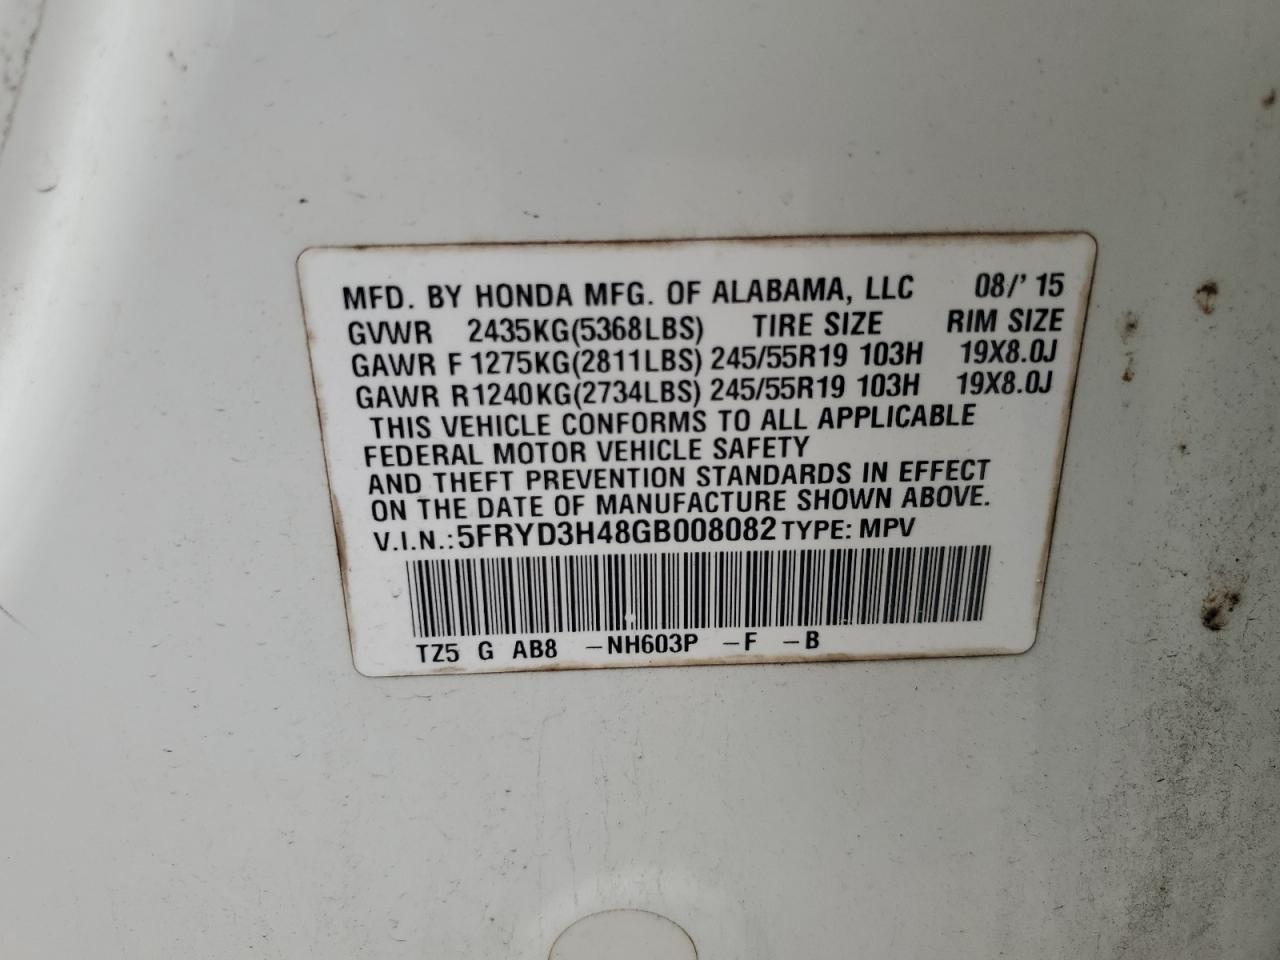 MFD. BY HONDA MFG. OF ALABAMA, LLC 08/'15
GVWR 2435KG(5368LBS) TIRE SIZE RIM SIZE
GAWR F 1275KG(2811LBS) 245/55R19 103H 19X8.0J
GAWR R1240KG(2734LBS) 245/55R19 103H 19X8.0J
THIS VEHICLE CONFORMS TO ALL APPLICABLE
FEDERAL MOTOR VEHICLE SAFETY
AND THEFT PREVENTION STANDARDS IN EFFECT
ON THE DATE OF MANUFACTURE SHOWN ABOVE.
V.I.N.:5FRYD3H48GB008082 TYPE: MPV
TZ5 G AB8 -NH603P -F -B